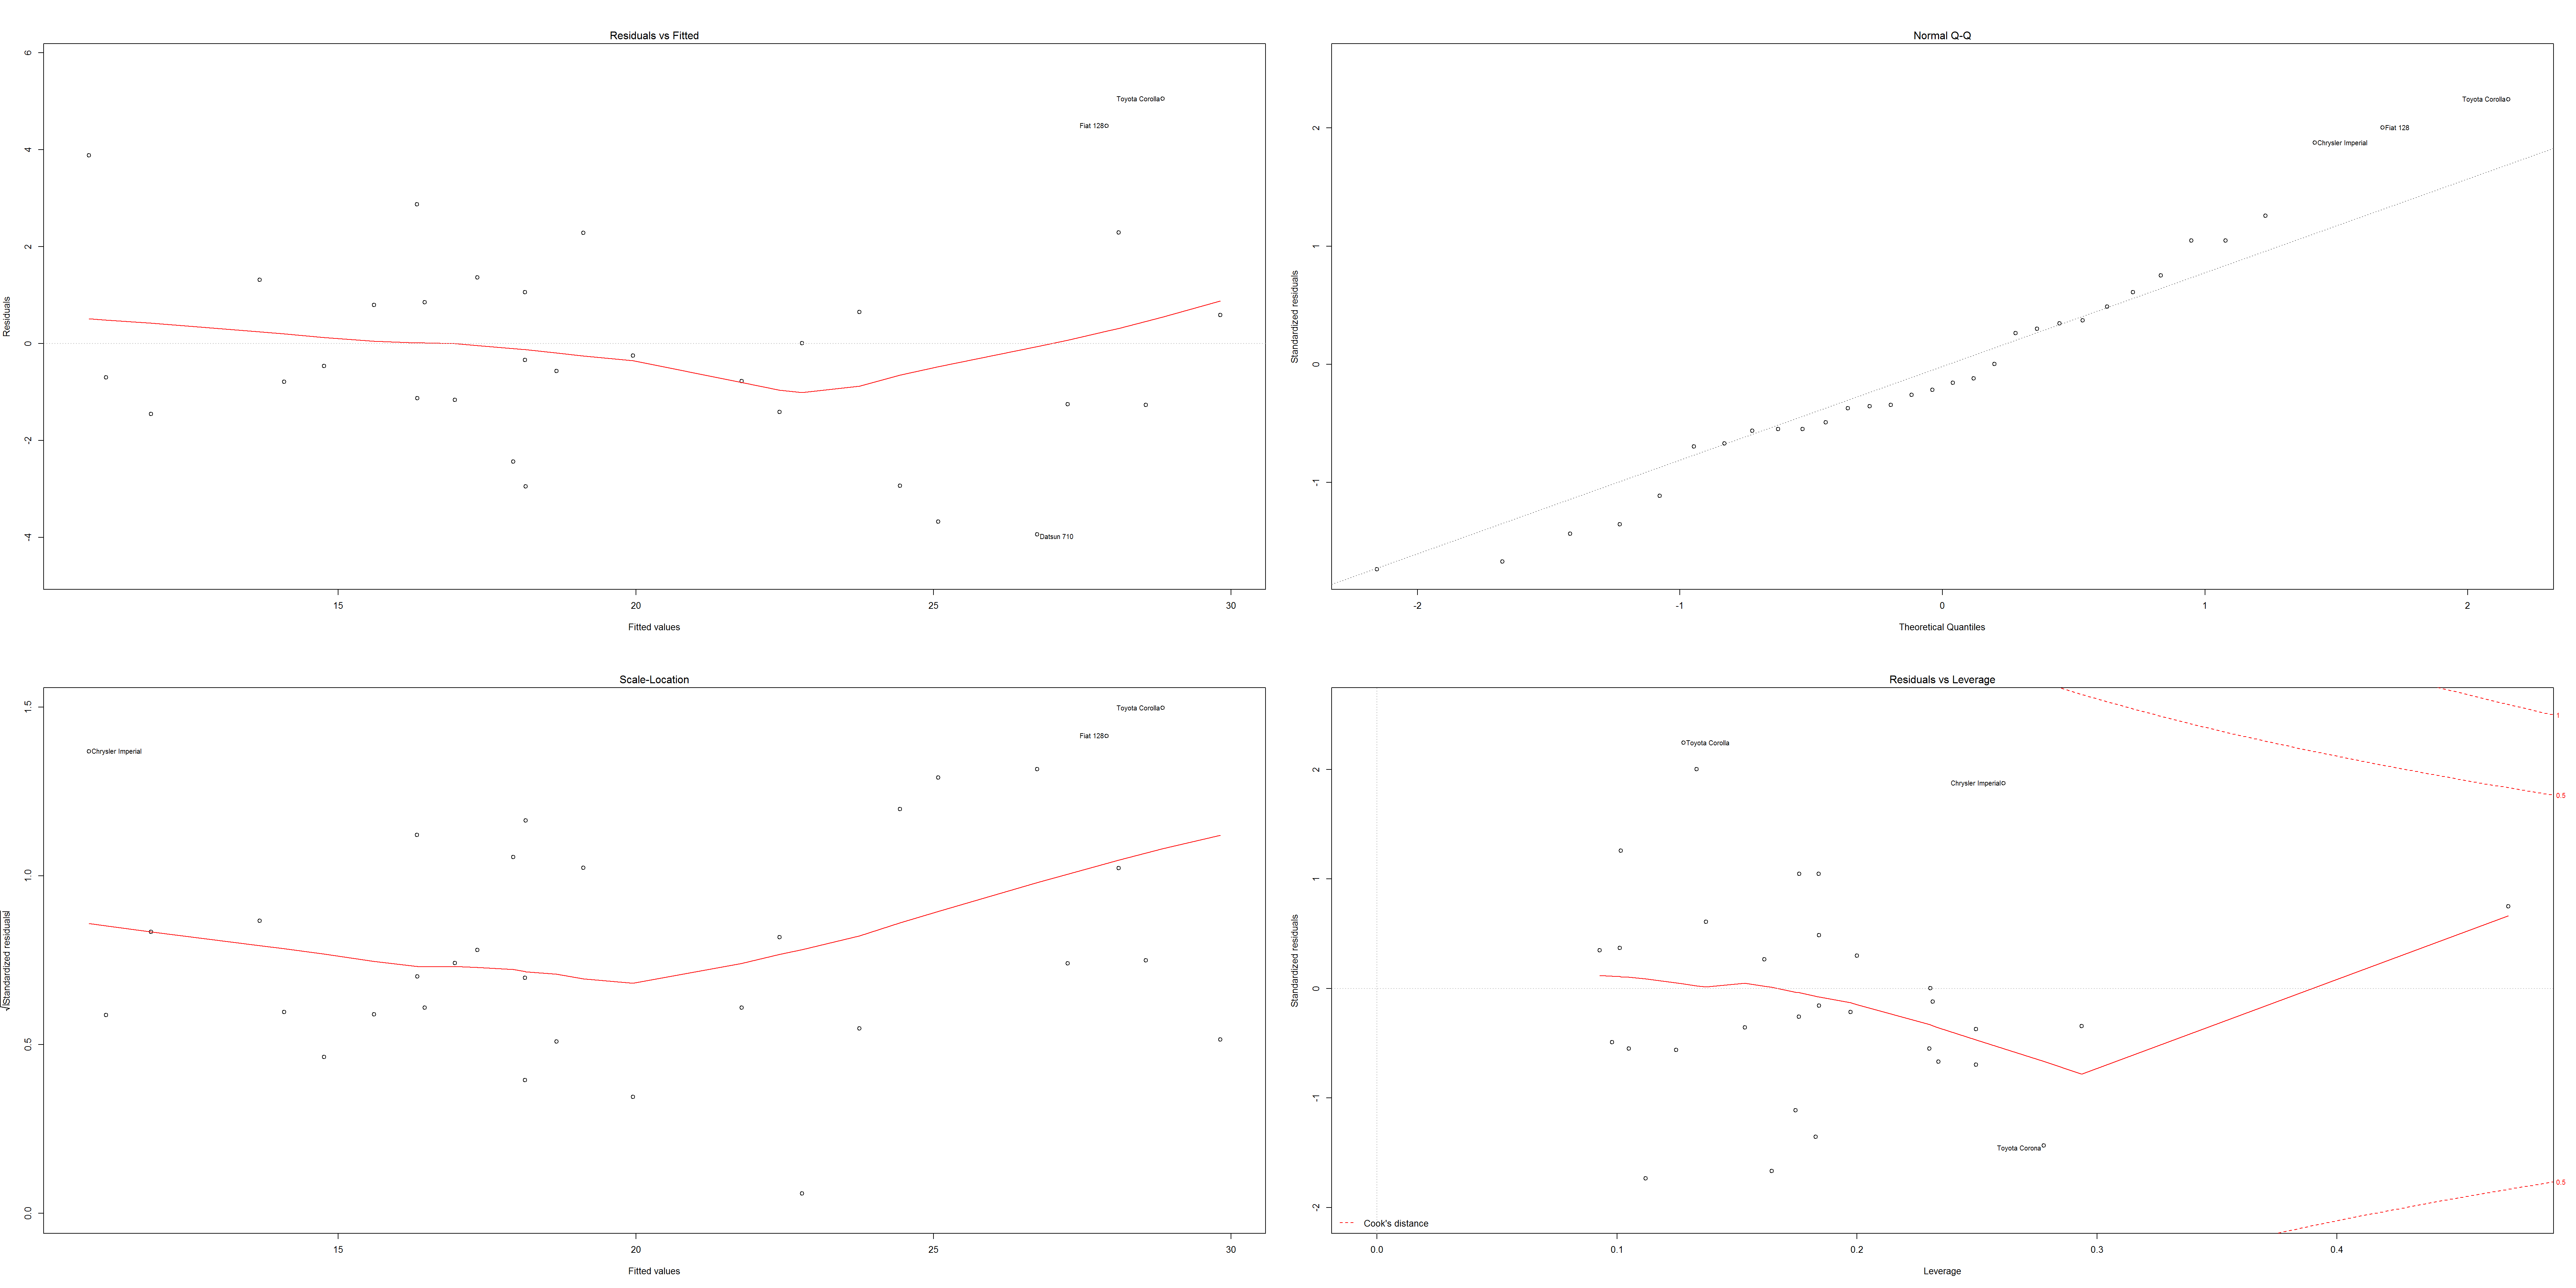 Residuals vs Fitted
Residuals
6
4
2
0
-2
-4
Toyota Corolla
Fiat 128
Datsun 710
15 20 25 30
Fitted values
Normal Q-Q
Standardized residuals
2
1
0
-1
Toyota Corolla
Fiat 128
Chrysler Imperial
-2 -1 0 1 2
Theoretical Quantiles
Scale-Location
√|Standardized residuals|
1.5
1.0
0.5
0.0
Toyota Corolla
Fiat 128
Chrysler Imperial
15 20 25 30
Fitted values
Residuals vs Leverage
Standardized residuals
2
1
0
-1
-2
1
0.5
0.5
Toyota Corolla
Chrysler Imperial
Toyota Corona
Cook's distance
0.0 0.1 0.2 0.3 0.4
Leverage